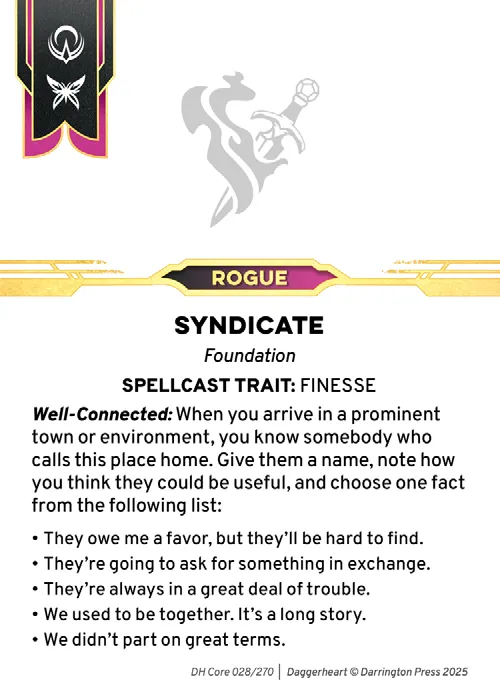 ROGUE
SYNDICATE
Foundation
SPELLCAST TRAIT: FINESSE
Well-Connected: When you arrive in a prominent
town or environment, you know somebody who
calls this place home. Give them a name, note how
you think they could be useful, and choose one fact
from the following list:
• They owe me a favor, but they’ll be hard to find.
• They’re going to ask for something in exchange.
• They’re always in a great deal of trouble.
• We used to be together. It’s a long story.
• We didn’t part on great terms.
DH Core 028/270 | Daggerheart © Darrington Press 2025